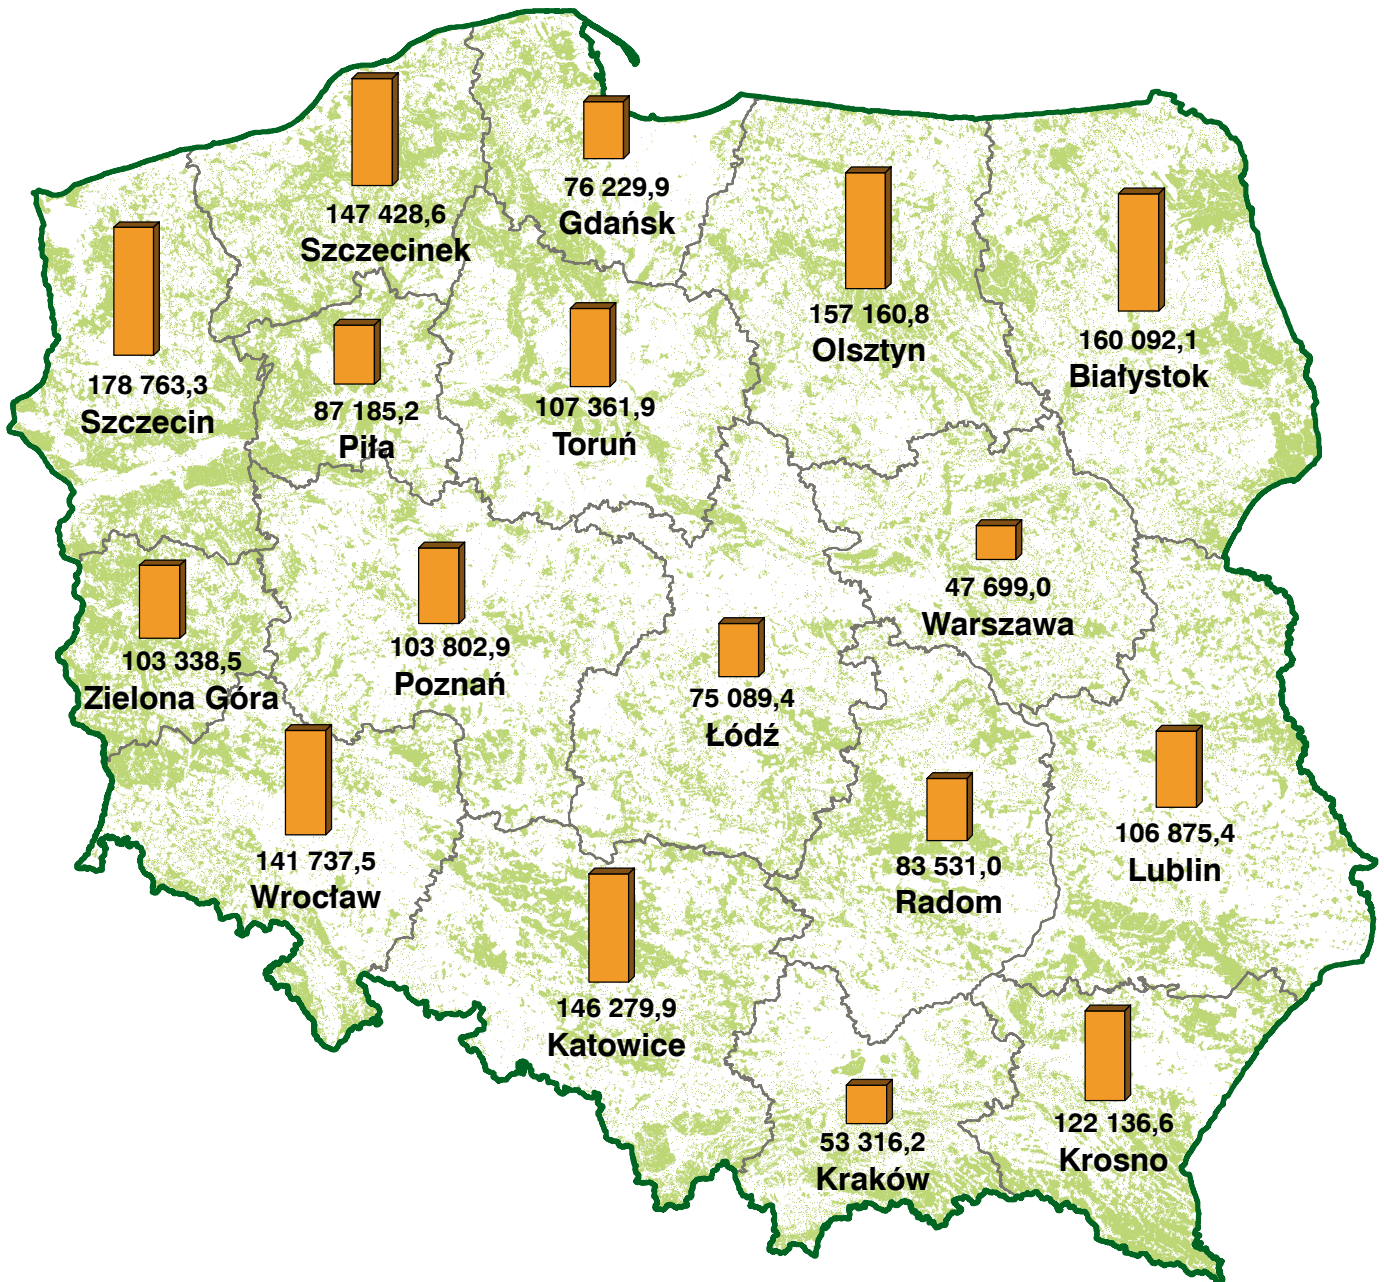 147 428,6
Szczecinek
76 229,9
Gdańsk
157 160,8
Olsztyn
160 092,1
Białystok
178 763,3
Szczecin
87 185,2
Piła
107 361,9
Toruń
47 699,0
Warszawa
103 338,5
Zielona Góra
103 802,9
Poznań
75 089,4
Łódź
141 737,5
Wrocław
83 531,0
Radom
106 875,4
Lublin
146 279,9
Katowice
53 316,2
Kraków
122 136,6
Krosno